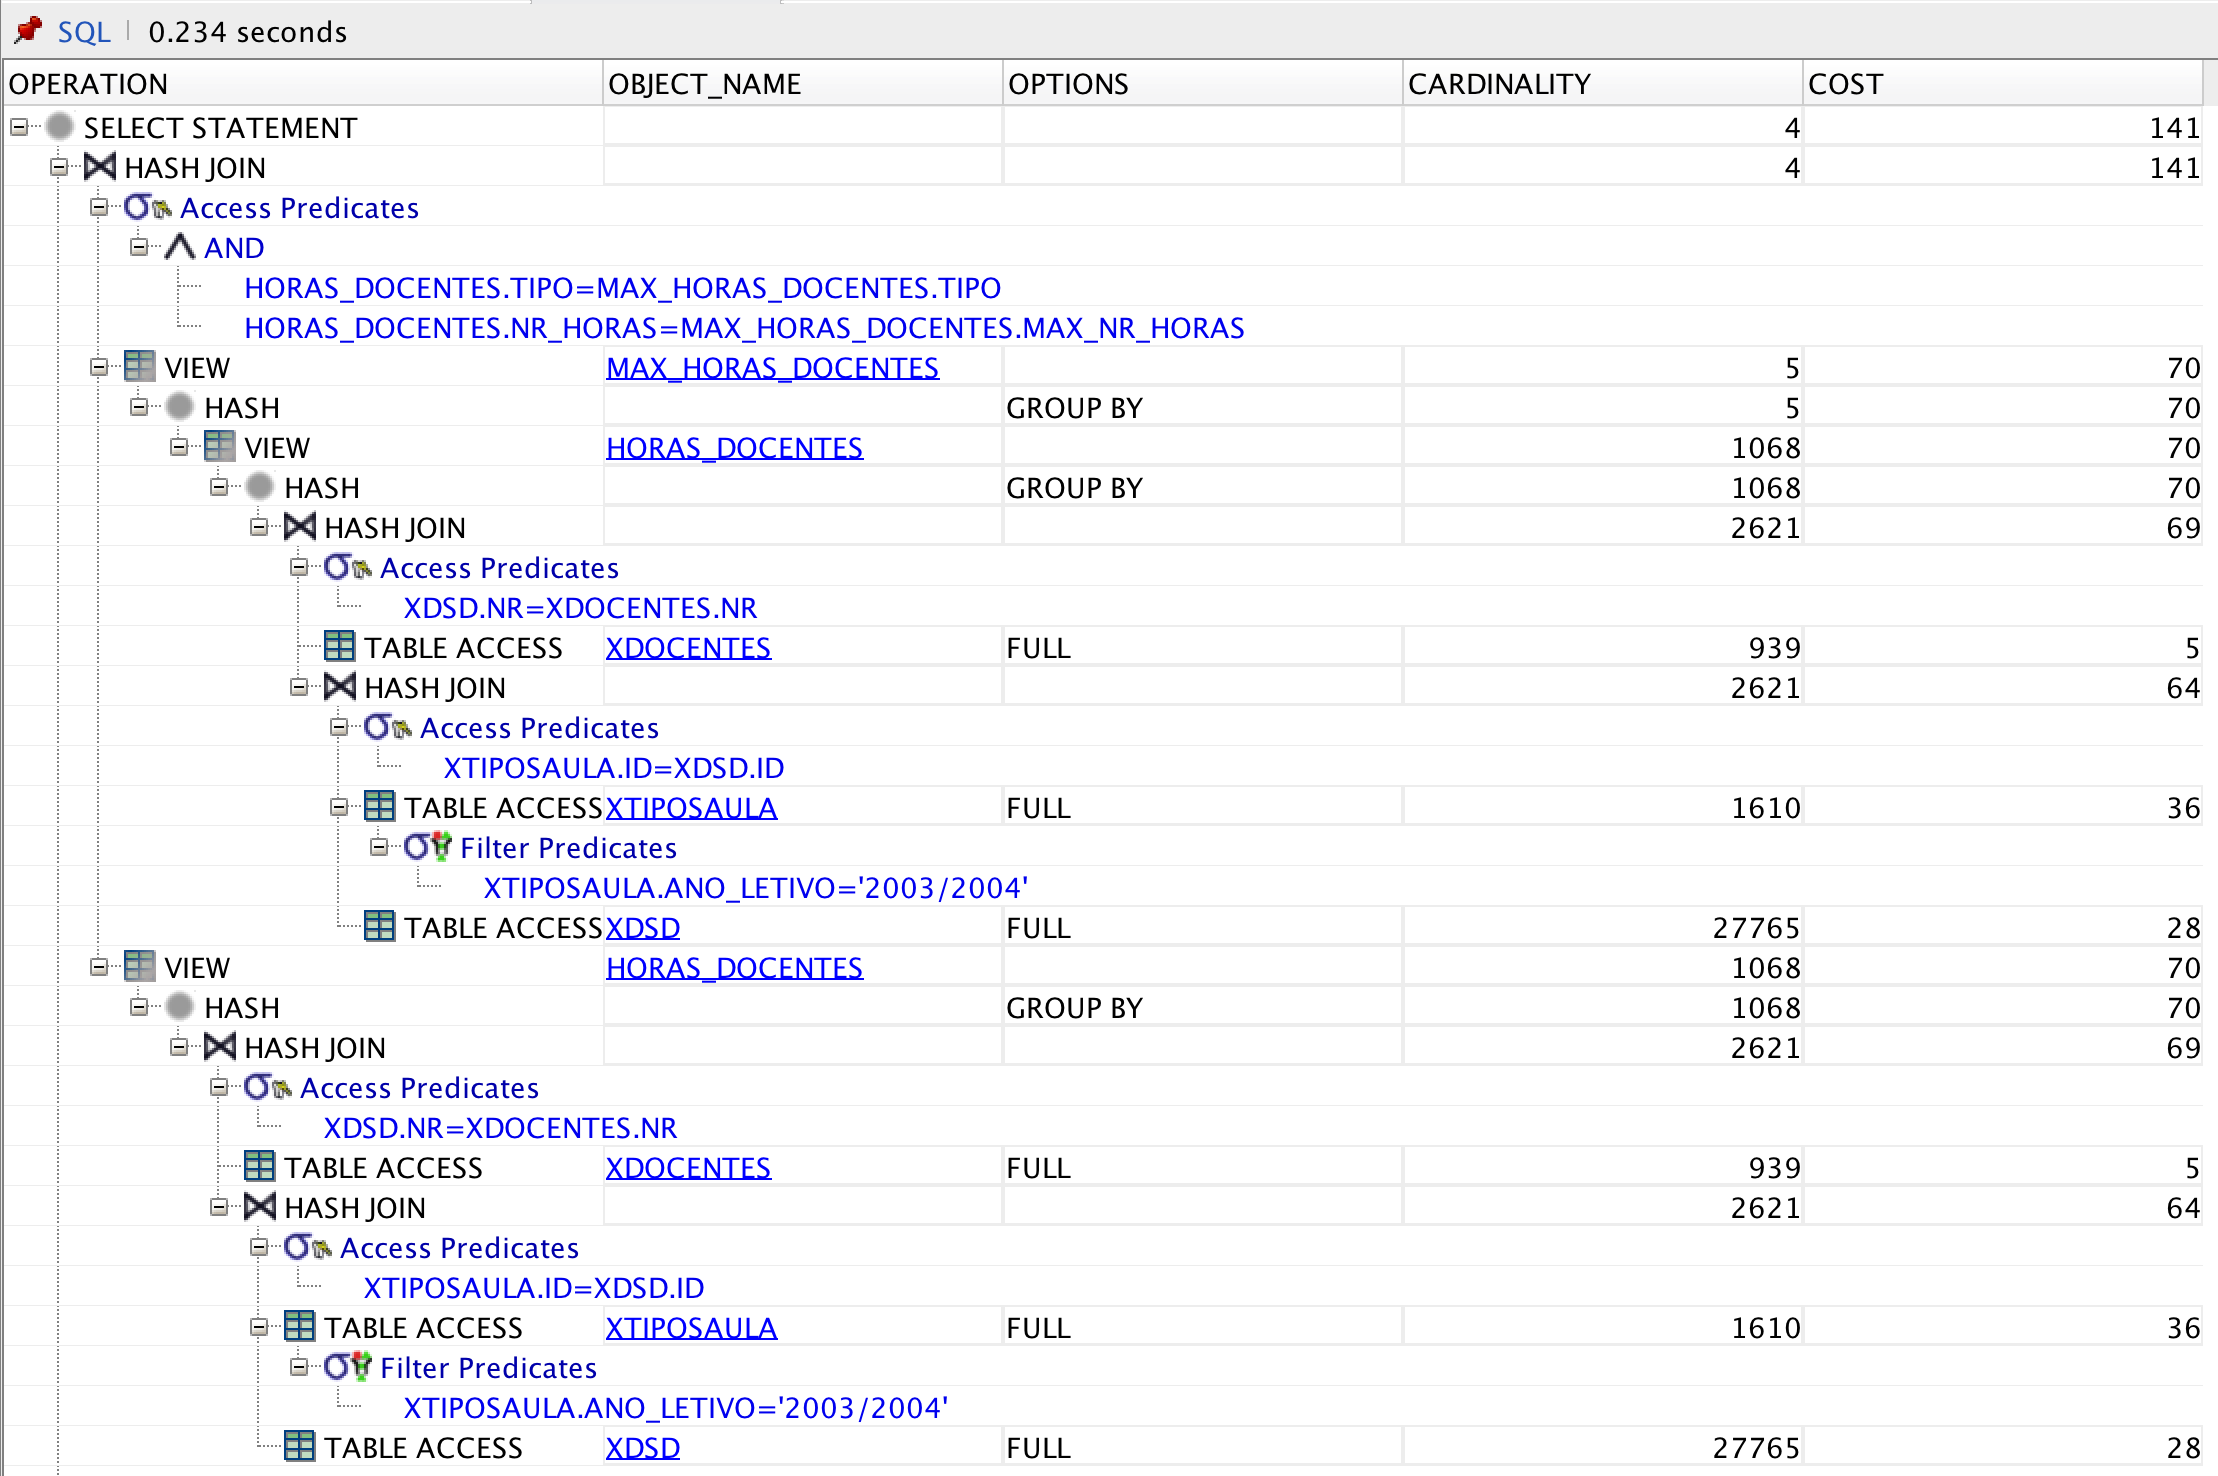 SQL | 0.234 seconds
OPERATION OBJECT_NAME OPTIONS CARDINALITY COST
SELECT STATEMENT 4 141
HASH JOIN 4 141
Access Predicates
AND
HORAS_DOCENTES.TIPO=MAX_HORAS_DOCENTES.TIPO
HORAS_DOCENTES.NR_HORAS=MAX_HORAS_DOCENTES.MAX_NR_HORAS
VIEW MAX_HORAS_DOCENTES 5 70
HASH GROUP BY 5 70
VIEW HORAS_DOCENTES 1068 70
HASH GROUP BY 1068 70
HASH JOIN 2621 69
Access Predicates
XDSD.NR=XDOCENTES.NR
TABLE ACCESS XDOCENTES FULL 939 5
HASH JOIN 2621 64
Access Predicates
XTIPOSAULA.ID=XDSD.ID
TABLE ACCESS XTIPOSAULA FULL 1610 36
Filter Predicates
XTIPOSAULA.ANO_LETIVO='2003/2004'
TABLE ACCESS XDSD FULL 27765 28
VIEW HORAS_DOCENTES 1068 70
HASH GROUP BY 1068 70
HASH JOIN 2621 69
Access Predicates
XDSD.NR=XDOCENTES.NR
TABLE ACCESS XDOCENTES FULL 939 5
HASH JOIN 2621 64
Access Predicates
XTIPOSAULA.ID=XDSD.ID
TABLE ACCESS XTIPOSAULA FULL 1610 36
Filter Predicates
XTIPOSAULA.ANO_LETIVO='2003/2004'
TABLE ACCESS XDSD FULL 27765 28